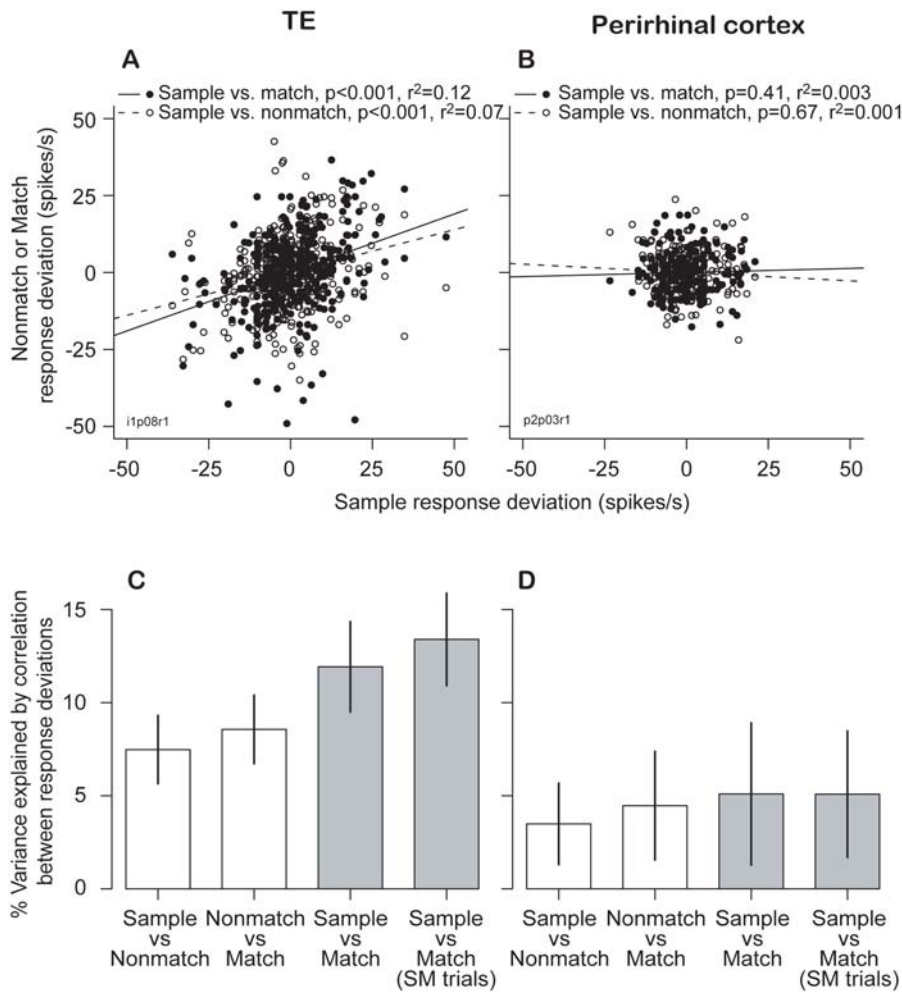 TE
Perirhinal cortex
A
B
Sample vs. match, p<0.001, r²=0.12
Sample vs. nonmatch, p<0.001, r²=0.07
Sample vs. match, p=0.41, r²=0.003
Sample vs. nonmatch, p=0.67, r²=0.001
Nonmatch or Match
response deviation (spikes/s)
50
25
0
-25
-50
i1p08r1
p2p03r1
-50 -25 0 25 50
-50 -25 0 25 50
Sample response deviation (spikes/s)
C
D
% Variance explained by correlation
between response deviations
15
10
5
0
Sample
vs
Nonmatch
Nonmatch
vs
Match
Sample
vs
Match
Sample
vs
Match
(SM trials)
Sample
vs
Nonmatch
Nonmatch
vs
Match
Sample
vs
Match
Sample
vs
Match
(SM trials)